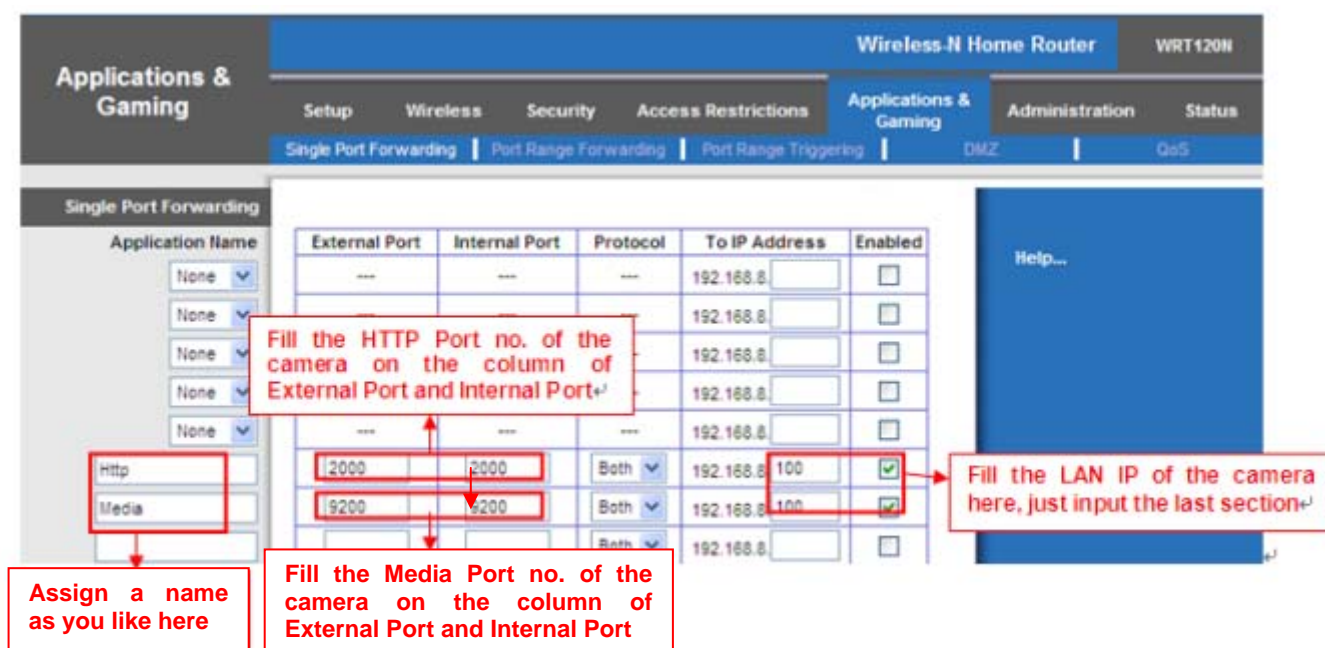 Wireless-N Home Router WRT120N
Applications &
Gaming
Setup Wireless Security Access Restrictions Applications & Gaming Administration Status
Single Port Forwarding Port Range Forwarding Port Range Triggering DMZ QoS
Single Port Forwarding
Application Name External Port Internal Port Protocol To IP Address Enabled
Help...
None --- --- --- 192.168.8.
None --- --- --- 192.168.8.
None - 192.168.8.
None - 192.168.8.
None --- --- --- 192.168.8.
Fill the HTTP Port no. of the
camera on the column of
External Port and Internal Port↵
Http 2000 2000 Both 192.168.8. 100
Media 9200 9200 Both 192.168.8. 100
Both 192.168.8.
Fill the LAN IP of the camera
here, just input the last section↵
↵
Assign a name
as you like here
Fill the Media Port no. of the
camera on the column of
External Port and Internal Port